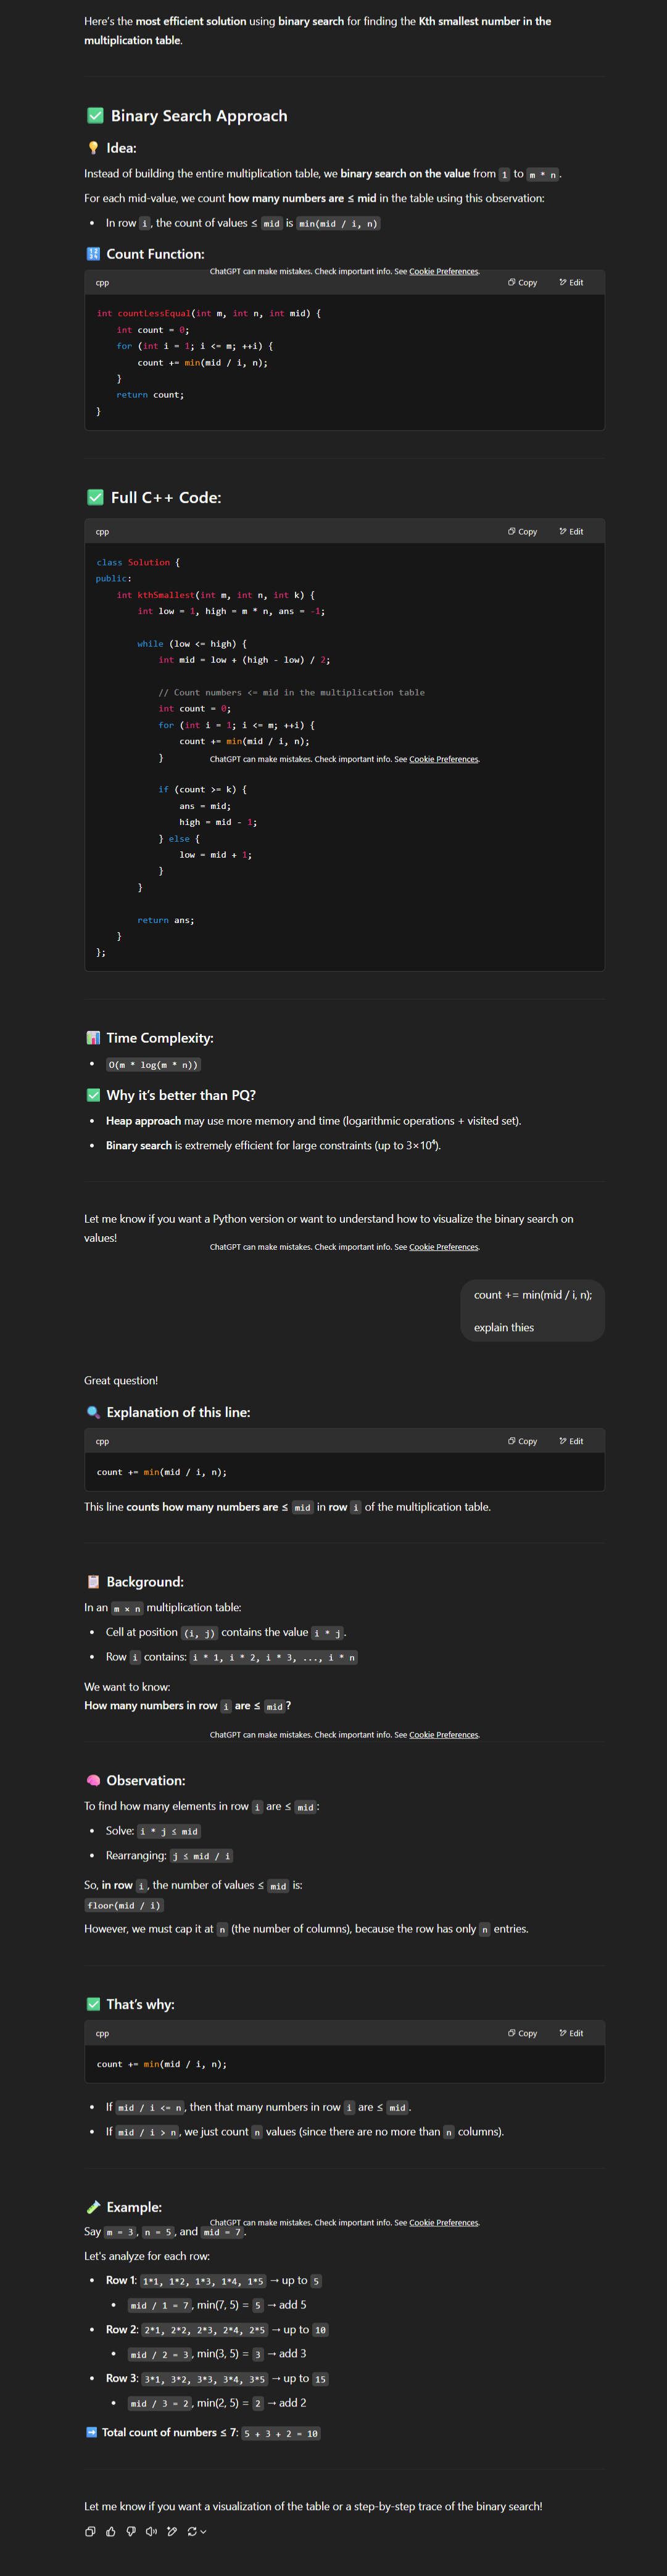 Here's the most efficient solution using binary search for finding the Kth smallest number in the
multiplication table.
Binary Search Approach
Idea:
Instead of building the entire multiplication table, we binary search on the value from 1 to m * n.
For each mid-value, we count how many numbers are ≤ mid in the table using this observation:
• In row i, the count of values ≤ mid is min(mid / i, n)
Count Function:
ChatGPT can make mistakes. Check important info. See Cookie Preferences.
cpp Copy Edit
int countLessEqual(int m, int n, int mid) {
int count = 0;
for (int i = 1; i <= m; ++i) {
count += min(mid / i, n);
}
return count;
}
Full C++ Code:
cpp Copy Edit
class Solution {
public:
int kthSmallest(int m, int n, int k) {
int low = 1, high = m * n, ans = -1;
while (low <= high) {
int mid = low + (high - low) / 2;
// Count numbers <= mid in the multiplication table
int count = 0;
for (int i = 1; i <= m; ++i) {
count += min(mid / i, n);
}
ChatGPT can make mistakes. Check important info. See Cookie Preferences.
if (count >= k) {
ans = mid;
high = mid - 1;
} else {
low = mid + 1;
}
}
return ans;
}
};
Time Complexity:
• O(m * log(m * n))
Why it's better than PQ?
• Heap approach may use more memory and time (logarithmic operations + visited set).
• Binary search is extremely efficient for large constraints (up to 3×10⁴).
Let me know if you want a Python version or want to understand how to visualize the binary search on
values!
ChatGPT can make mistakes. Check important info. See Cookie Preferences.
count += min(mid / i, n);
explain thies
Great question!
Explanation of this line:
cpp Copy Edit
count += min(mid / i, n);
This line counts how many numbers are ≤ mid in row i of the multiplication table.
Background:
In an m × n multiplication table:
• Cell at position (i, j) contains the value i * j.
• Row i contains: i * 1, i * 2, i * 3, ..., i * n
We want to know:
How many numbers in row i are ≤ mid?
ChatGPT can make mistakes. Check important info. See Cookie Preferences.
Observation:
To find how many elements in row i are ≤ mid:
• Solve: i * j ≤ mid
• Rearranging: j ≤ mid / i
So, in row i, the number of values ≤ mid is:
floor(mid / i)
However, we must cap it at n (the number of columns), because the row has only n entries.
That's why:
cpp Copy Edit
count += min(mid / i, n);
• If mid / i <= n, then that many numbers in row i are ≤ mid.
• If mid / i > n, we just count n values (since there are no more than n columns).
Example:
ChatGPT can make mistakes. Check important info. See Cookie Preferences.
Say m = 3, n = 5, and mid = 7.
Let's analyze for each row:
• Row 1: 1*1, 1*2, 1*3, 1*4, 1*5 → up to 5
• mid / 1 = 7, min(7, 5) = 5 → add 5
• Row 2: 2*1, 2*2, 2*3, 2*4, 2*5 → up to 10
• mid / 2 = 3, min(3, 5) = 3 → add 3
• Row 3: 3*1, 3*2, 3*3, 3*4, 3*5 → up to 15
• mid / 3 = 2, min(2, 5) = 2 → add 2
Total count of numbers ≤ 7: 5 + 3 + 2 = 10
Let me know if you want a visualization of the table or a step-by-step trace of the binary search!